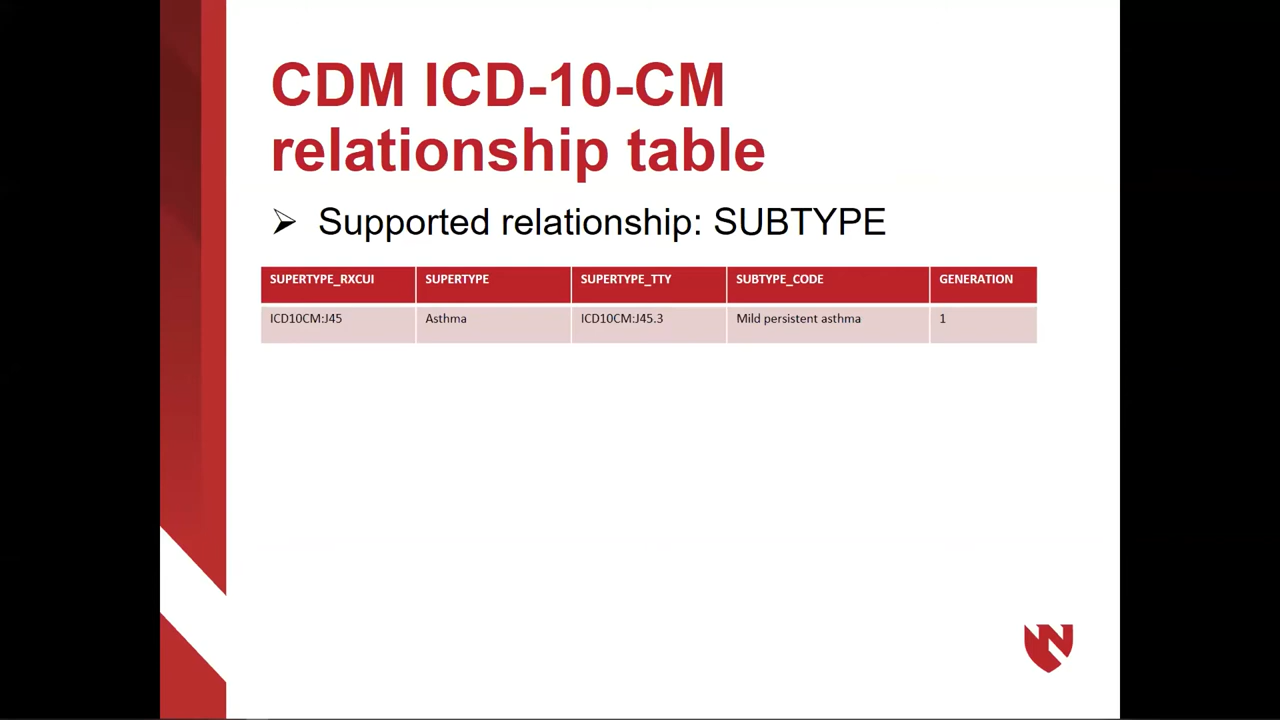 CDM ICD-10-CM
relationship table
Supported relationship: SUBTYPE
SUPERTYPE_RXCUI SUPERTYPE SUPERTYPE_TTY SUBTYPE_CODE GENERATION
ICD10CM:J45 Asthma ICD10CM:J45.3 Mild persistent asthma 1
N